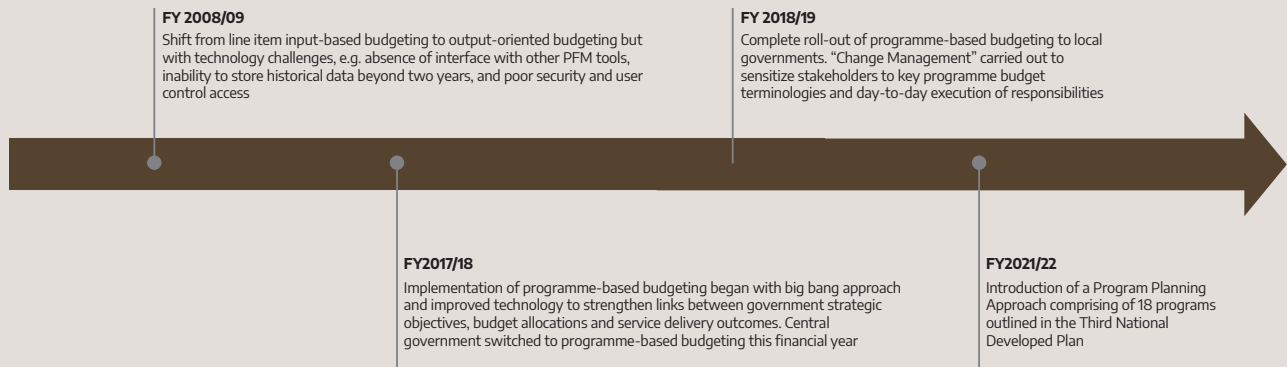 FY 2008/09
Shift from line item input-based budgeting to output-oriented budgeting but
with technology challenges, e.g. absence of interface with other PFM tools,
inability to store historical data beyond two years, and poor security and user
control access
FY2017/18
Implementation of programme-based budgeting began with big bang approach
and improved technology to strengthen links between government strategic
objectives, budget allocations and service delivery outcomes. Central
government switched to programme-based budgeting this financial year
FY 2018/19
Complete roll-out of programme-based budgeting to local
governments. “Change Management” carried out to
sensitize stakeholders to key programme budget
terminologies and day-to-day execution of responsibilities
FY2021/22
Introduction of a Program Planning
Approach comprising of 18 programs
outlined in the Third National
Developed Plan